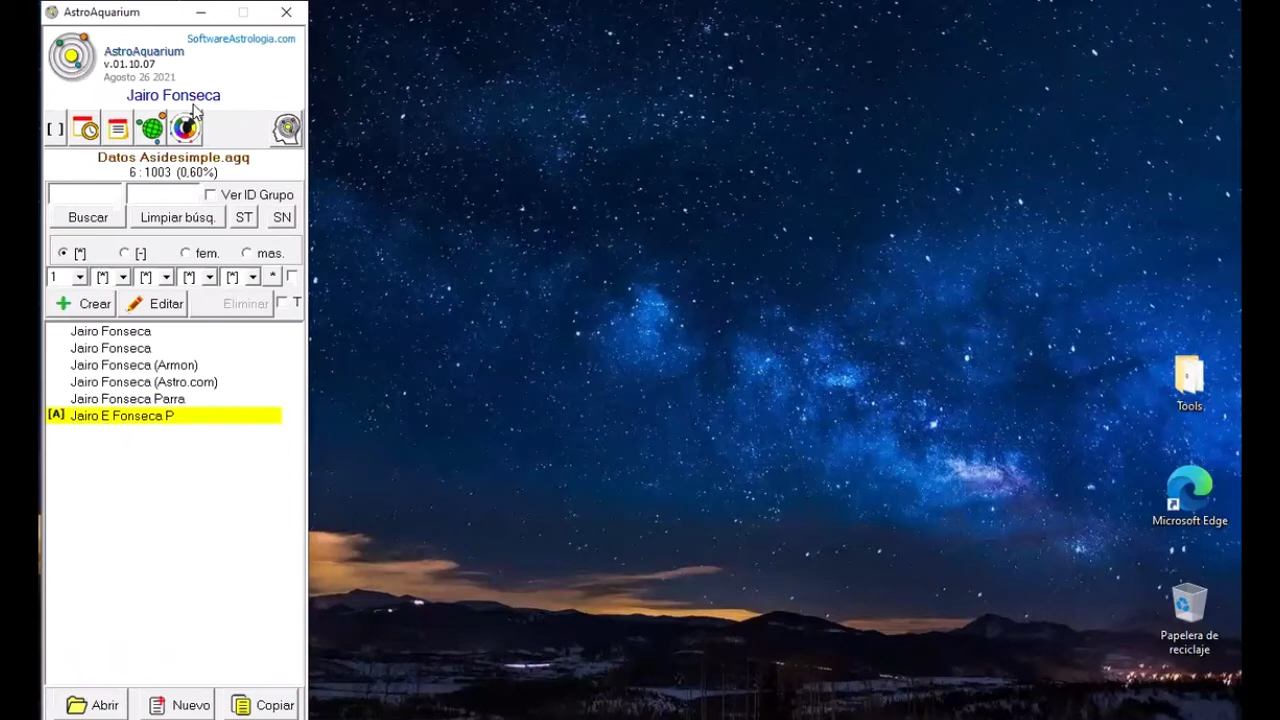 AstroAquarium
SoftwareAstrologia.com
AstroAquarium
v.01.10.07
Agosto 26 2021
Jairo Fonseca
[ ]
Datos Asidesimple.agq
6 : 1003 (0,60%)
Ver ID Grupo
Buscar Limpiar búsq. ST SN
[*] [-] fem. mas.
1 [*] [*] [*] [*] *
Crear Editar Eliminar T
Jairo Fonseca
Jairo Fonseca
Jairo Fonseca (Armon)
Jairo Fonseca (Astro.com)
Jairo Fonseca Parra
[A] Jairo E Fonseca P
Abrir Nuevo Copiar
Tools
Microsoft Edge
Papelera de
reciclaje